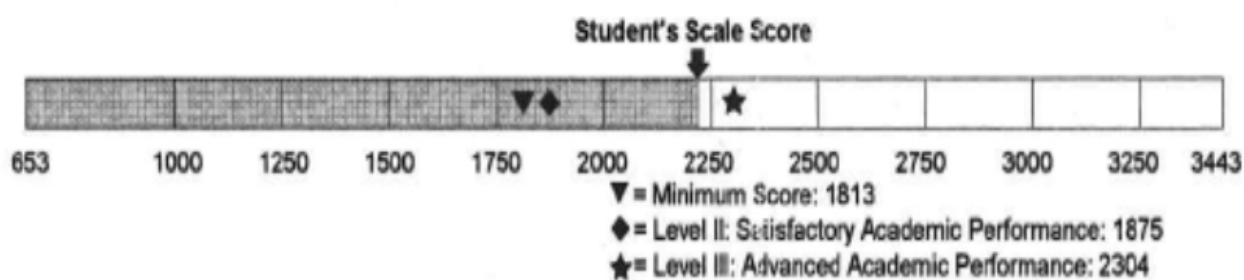 Student's Scale Score
653 1000 1250 1500 1750 2000 2250 2500 2750 3000 3250 3443
▼= Minimum Score: 1813
◆= Level II: Satisfactory Academic Performance: 1875
★= Level III: Advanced Academic Performance: 2304